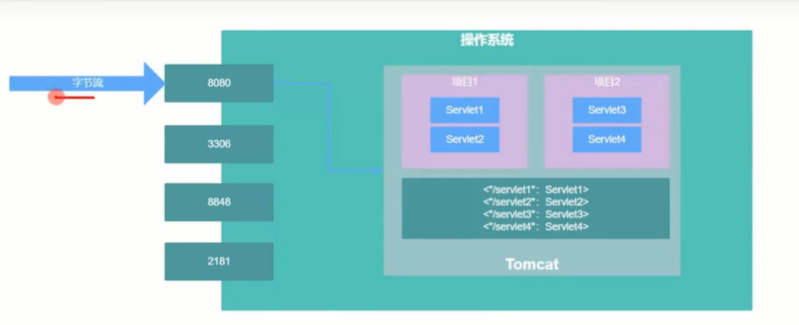 操作系统
字节流
8080
3306
8848
2181
项目1
Servlet1
Servlet2
项目2
Servlet3
Servlet4
<"/servlet1"：Servlet1>
<"/servlet2"：Servlet2>
<"/servlet3"：Servlet3>
<"/servlet4"：Servlet4>
Tomcat